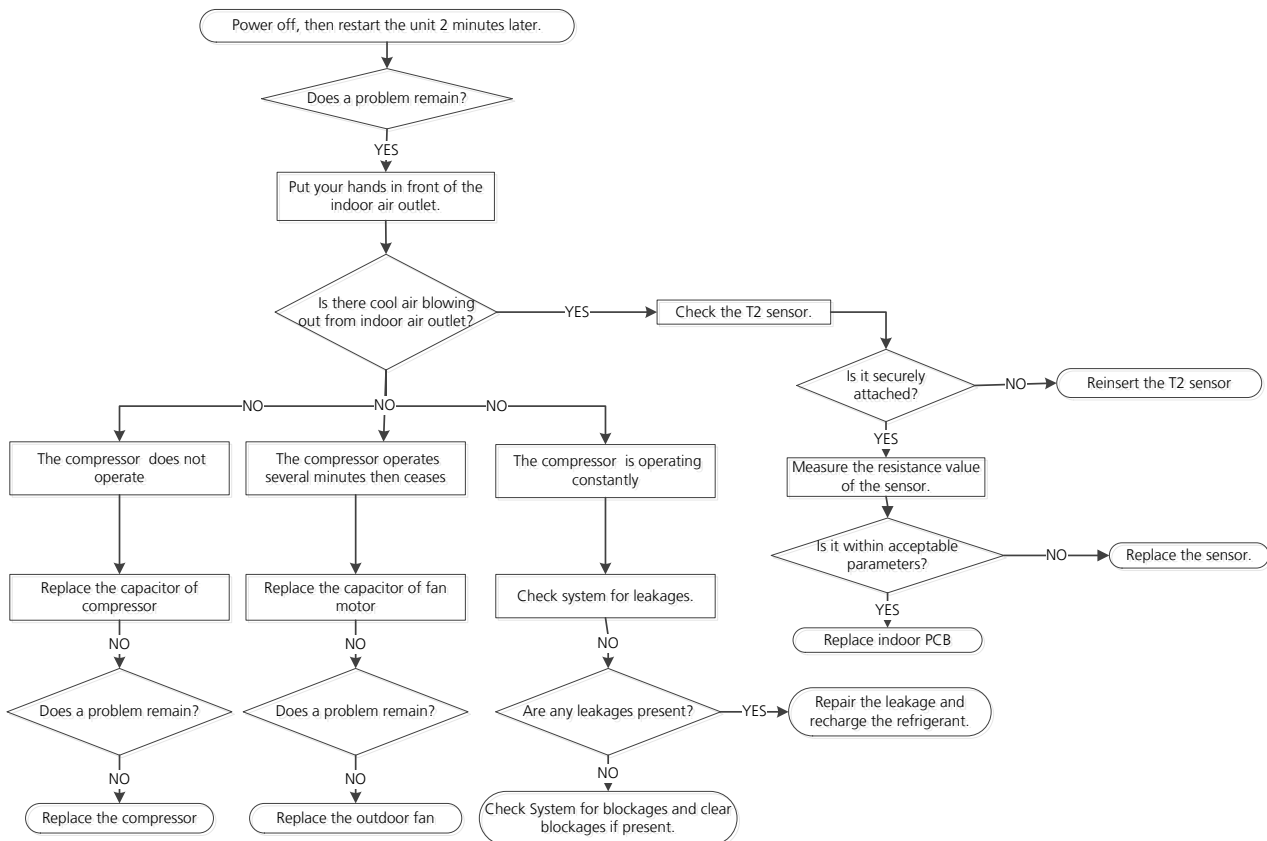 Power off, then restart the unit 2 minutes later.
Does a problem remain?
YES
Put your hands in front of the
indoor air outlet.
Is there cool air blowing
out from indoor air outlet?
YES
Check the T2 sensor.
Is it securely
attached?
NO
Reinsert the T2 sensor
YES
Measure the resistance value
of the sensor.
Is it within acceptable
parameters?
NO
Replace the sensor.
YES
Replace indoor PCB
NO
NO
NO
The compressor does not
operate
The compressor operates
several minutes then ceases
The compressor is operating
constantly
Replace the capacitor of
compressor
Replace the capacitor of fan
motor
Check system for leakages.
NO
NO
NO
Does a problem remain?
Does a problem remain?
Are any leakages present?
YES
Repair the leakage and
recharge the refrigerant.
NO
NO
NO
Replace the compressor
Replace the outdoor fan
Check System for blockages and clear
blockages if present.